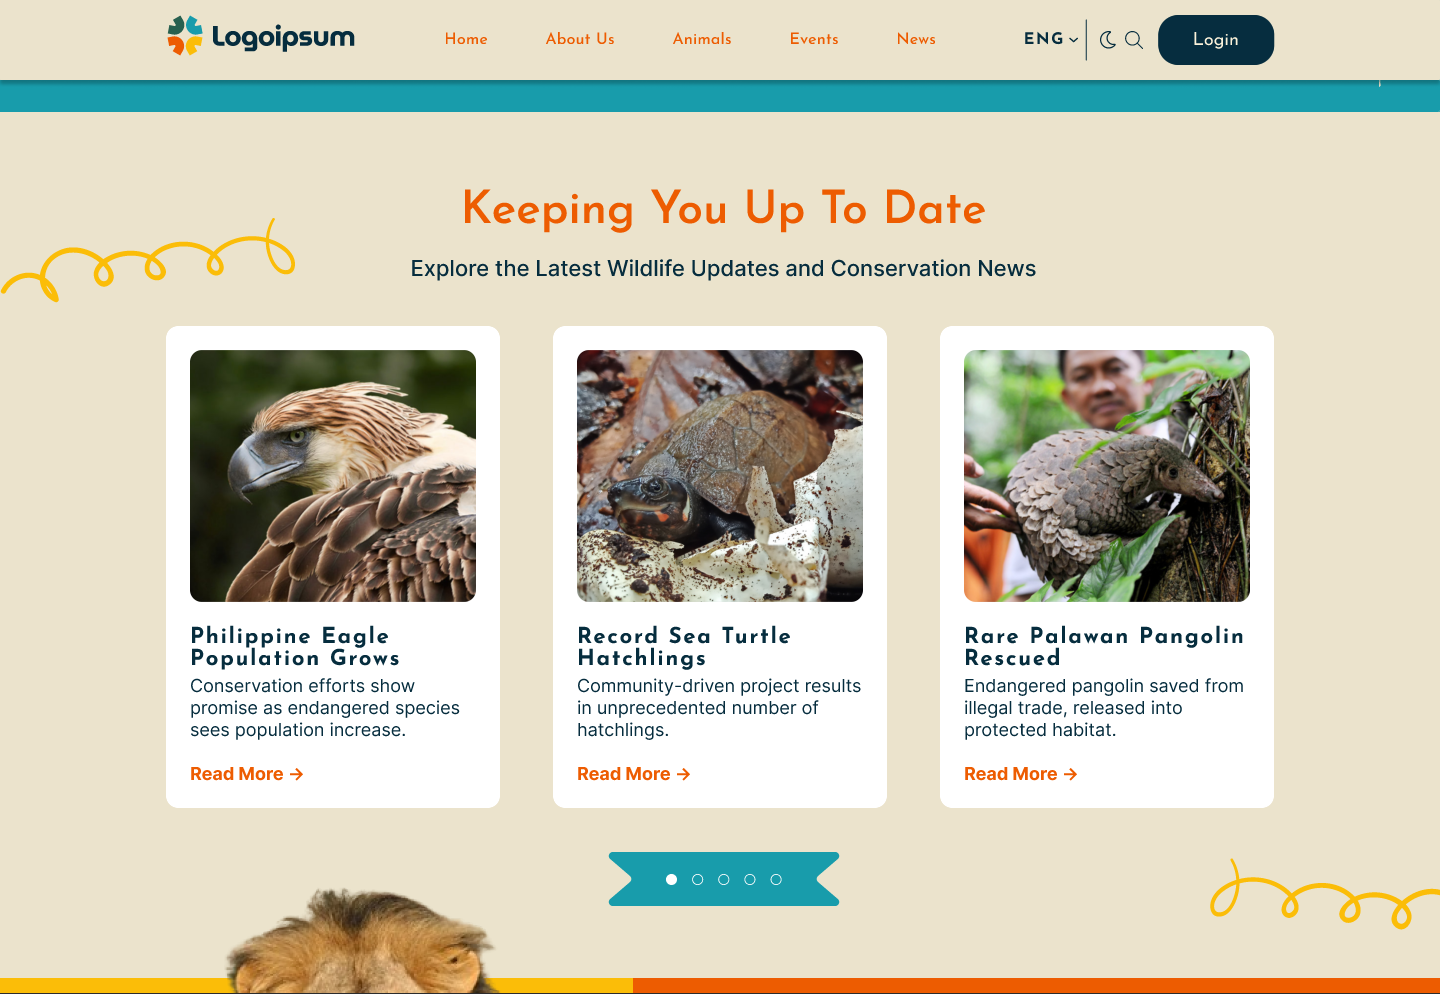 Logoipsum
Home
About Us
Animals
Events
News
ENG
Login
Keeping You Up To Date
Explore the Latest Wildlife Updates and Conservation News
Philippine Eagle
Population Grows
Conservation efforts show
promise as endangered species
sees population increase.
Read More →
Record Sea Turtle
Hatchlings
Community-driven project results
in unprecedented number of
hatchlings.
Read More →
Rare Palawan Pangolin
Rescued
Endangered pangolin saved from
illegal trade, released into
protected habitat.
Read More →